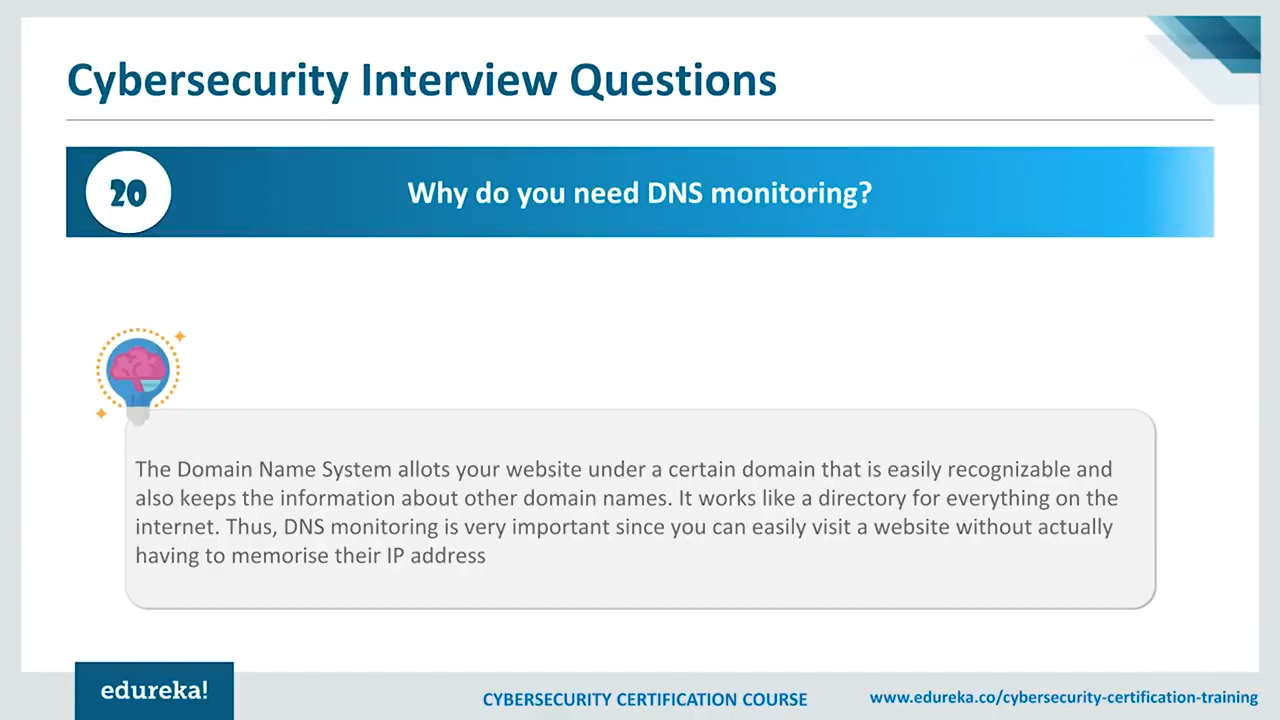 Cybersecurity Interview Questions
20
Why do you need DNS monitoring?
The Domain Name System allots your website under a certain domain that is easily recognizable and
also keeps the information about other domain names. It works like a directory for everything on the
internet. Thus, DNS monitoring is very important since you can easily visit a website without actually
having to memorise their IP address
edureka!
CYBERSECURITY CERTIFICATION COURSE
www.edureka.co/cybersecurity-certification-training